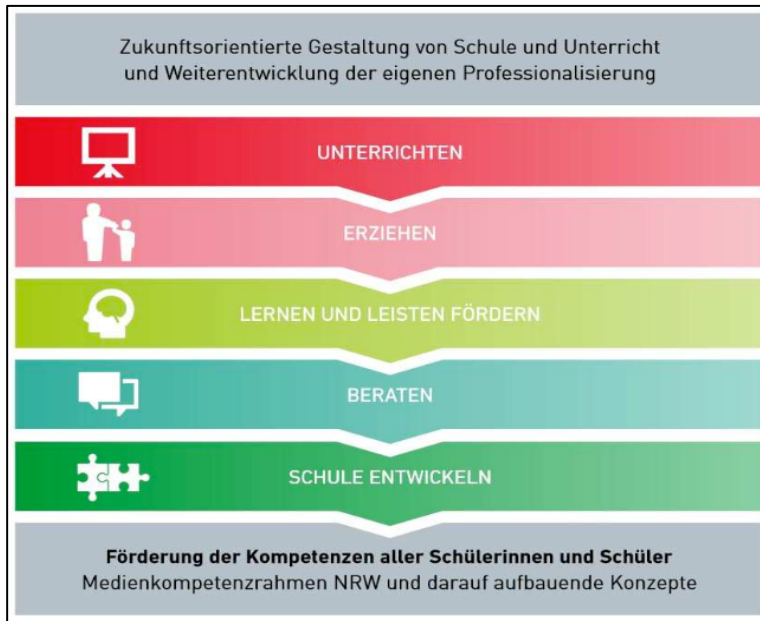 Zukunftsorientierte Gestaltung von Schule und Unterricht
und Weiterentwicklung der eigenen Professionalisierung
UNTERRICHTEN
ERZIEHEN
LERNEN UND LEISTEN FÖRDERN
BERATEN
SCHULE ENTWICKELN
Förderung der Kompetenzen aller Schülerinnen und Schüler
Medienkompetenzrahmen NRW und darauf aufbauende Konzepte